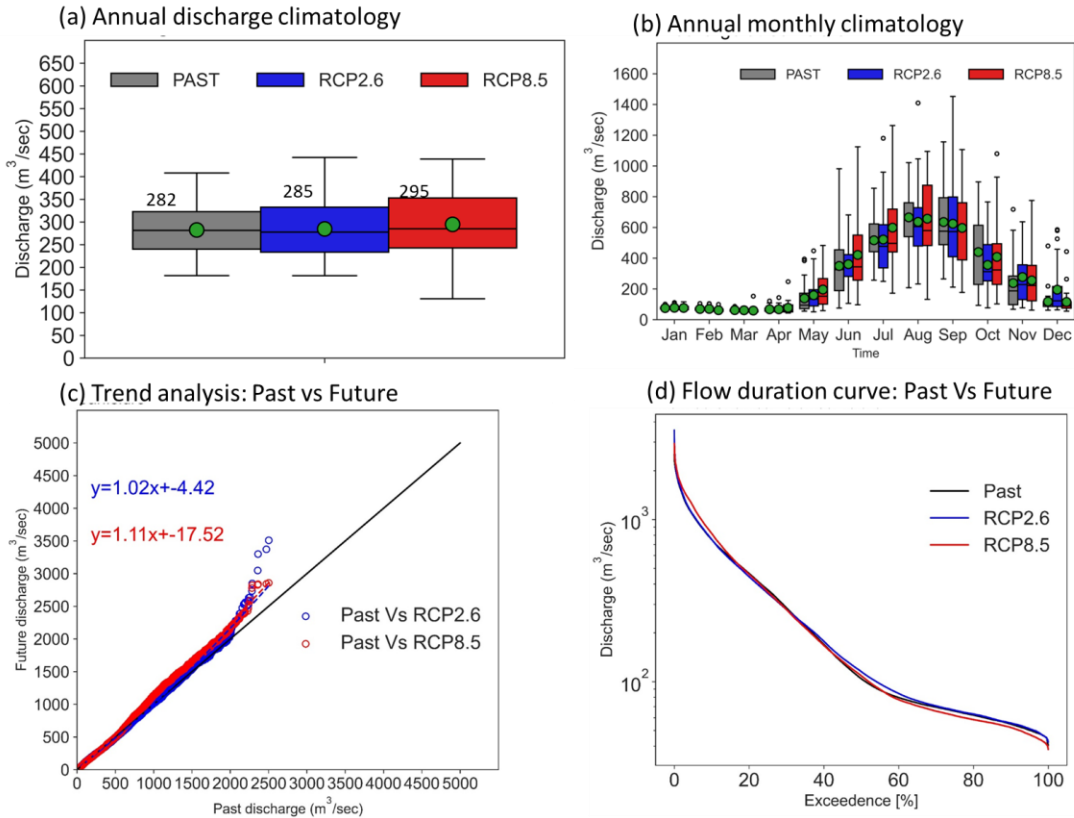 (a) Annual discharge climatology
Discharge (m³/sec)
650
600
550
500
450
400
350
300
250
200
150
100
50
0
PAST
RCP2.6
RCP8.5
282
285
295
(b) Annual monthly climatology
Discharge (m³/sec)
1600
1400
1200
1000
800
600
400
200
0
PAST
RCP2.6
RCP8.5
Jan Feb Mar Apr May Jun Jul Aug Sep Oct Nov Dec
Time
(c) Trend analysis: Past vs Future
Future discharge (m³/sec)
5000
4500
4000
3500
3000
2500
2000
1500
1000
500
0
y=1.02x+-4.42
y=1.11x+-17.52
Past Vs RCP2.6
Past Vs RCP8.5
0 500 1000 1500 2000 2500 3000 3500 4000 4500 5000
Past discharge (m³/sec)
(d) Flow duration curve: Past Vs Future
Discharge (m³/sec)
10³
10²
Past
RCP2.6
RCP8.5
0 20 40 60 80 100
Exceedence [%]